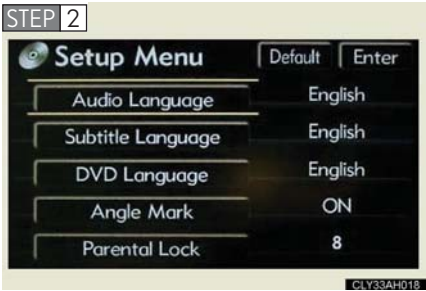 STEP 2
Setup Menu Default Enter
Audio Language English
Subtitle Language English
DVD Language English
Angle Mark ON
Parental Lock 8
CLY33AH018